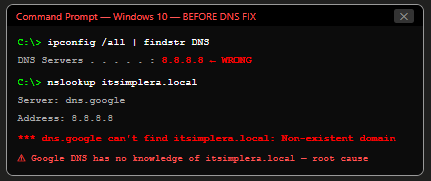 Command Prompt — Windows 10 — BEFORE DNS FIX
C:\> ipconfig /all | findstr DNS
DNS Servers . . . . . : 0.0.0.0 ← WRONG
C:\> nslookup itsimplera.local
Server: dns.google
Address: 8.8.8.8
*** dns.google can't find itsimplera.local: Non-existent domain
⚠ Google DNS has no knowledge of itsimplera.local — root cause